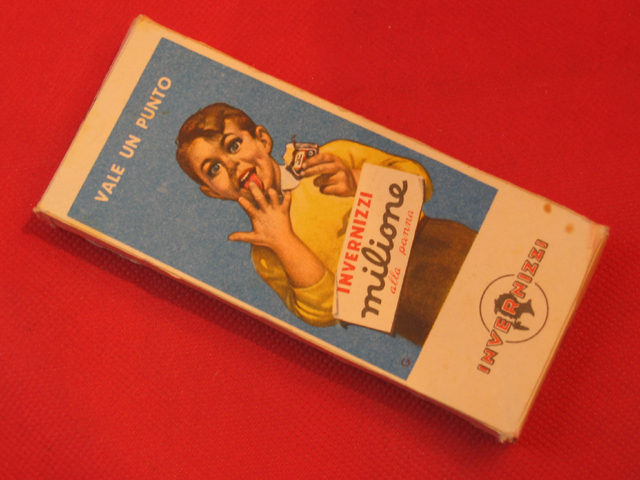 VALE UN PUNTO
INVERNIZZI
milione
alla panna
INVERNIZZI
G